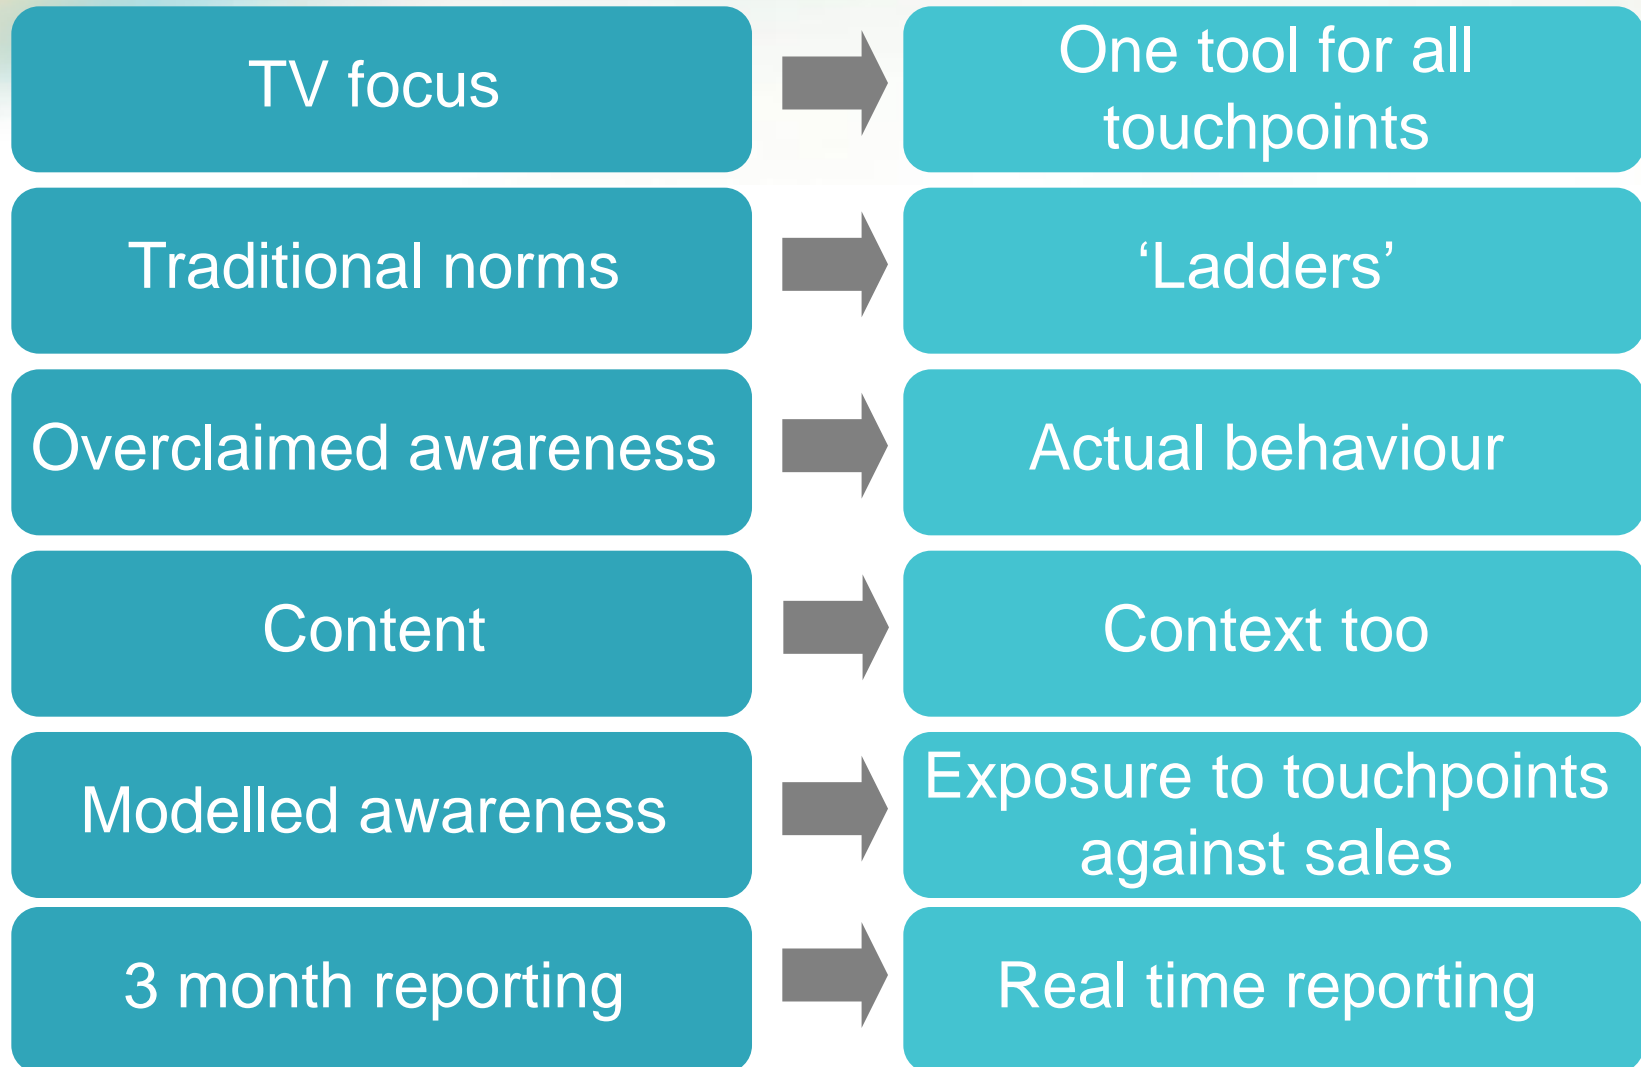 TV focus
One tool for all
touchpoints
Traditional norms
‘Ladders’
Overclaimed awareness
Actual behaviour
Content
Context too
Modelled awareness
Exposure to touchpoints
against sales
3 month reporting
Real time reporting